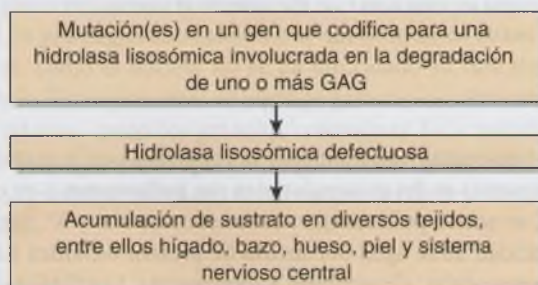 Mutación(es) en un gen que codifica para una
hidrolasa lisosómica involucrada en la degradación
de uno o más GAG
Hidrolasa lisosómica defectuosa
Acumulación de sustrato en diversos tejidos,
entre ellos hígado, bazo, hueso, piel y sistema
nervioso central